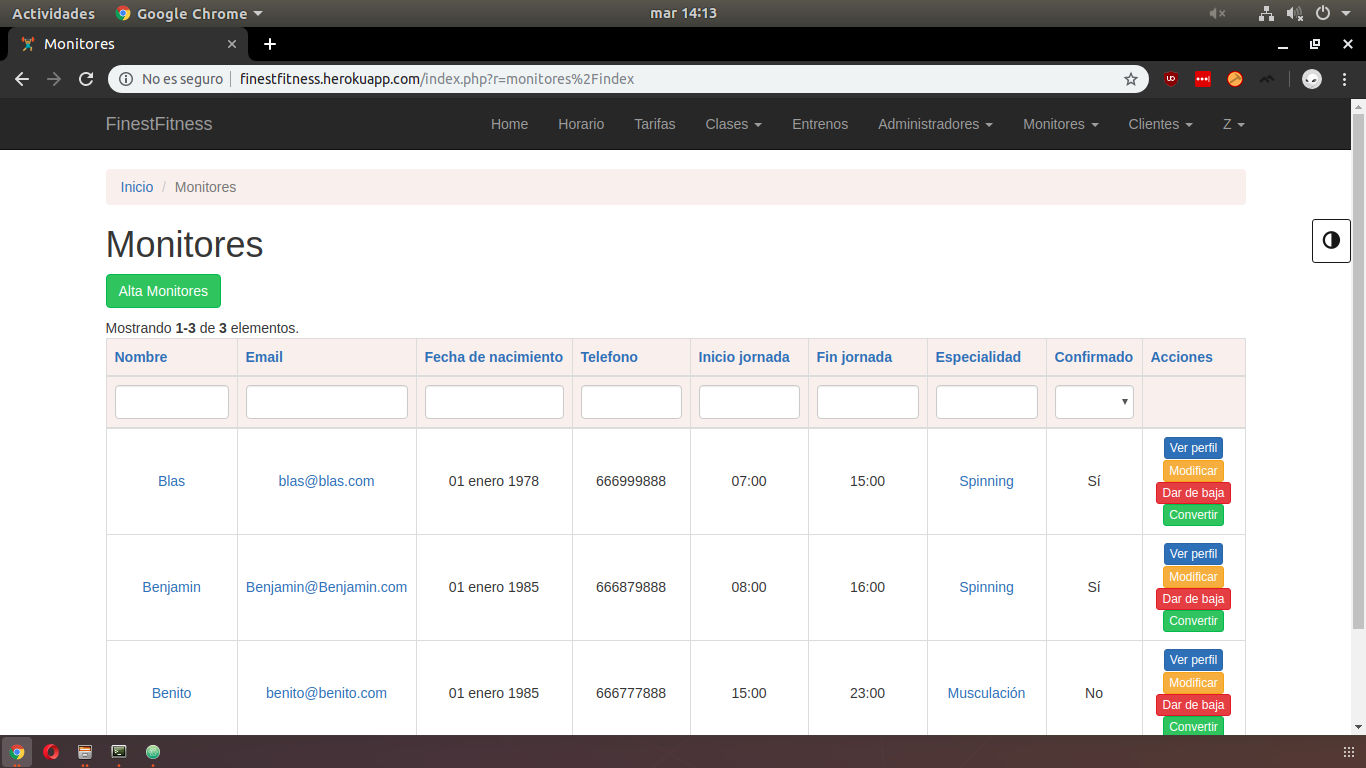 Actividades Google Chrome mar 14:13
Monitores
No es seguro finestfitness.herokuapp.com/index.php?r=monitores%2Findex
FinestFitness Home Horario Tarifas Clases Entrenos Administradores Monitores Clientes Z
Inicio / Monitores
Monitores
Alta Monitores
Mostrando 1-3 de 3 elementos.
Nombre Email Fecha de nacimiento Telefono Inicio jornada Fin jornada Especialidad Confirmado Acciones
Blas blas@blas.com 01 enero 1978 666999888 07:00 15:00 Spinning Sí
Ver perfil
Modificar
Dar de baja
Convertir
Benjamin Benjamin@Benjamin.com 01 enero 1985 666879888 08:00 16:00 Spinning Sí
Ver perfil
Modificar
Dar de baja
Convertir
Benito benito@benito.com 01 enero 1985 666777888 15:00 23:00 Musculación No
Ver perfil
Modificar
Dar de baja
Convertir